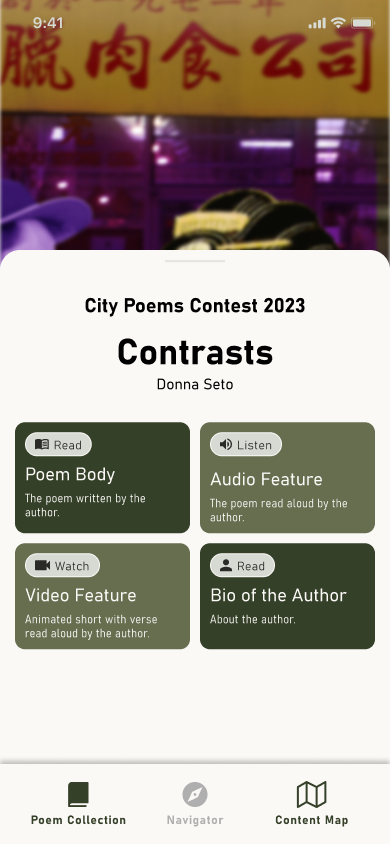 9:41
臘肉食公司
City Poems Contest 2023
Contrasts
Donna Seto
Read
Poem Body
The poem written by the
author.
Listen
Audio Feature
The poem read aloud by the
author.
Watch
Video Feature
Animated short with verse
read aloud by the author.
Read
Bio of the Author
About the author.
Poem Collection
Navigator
Content Map